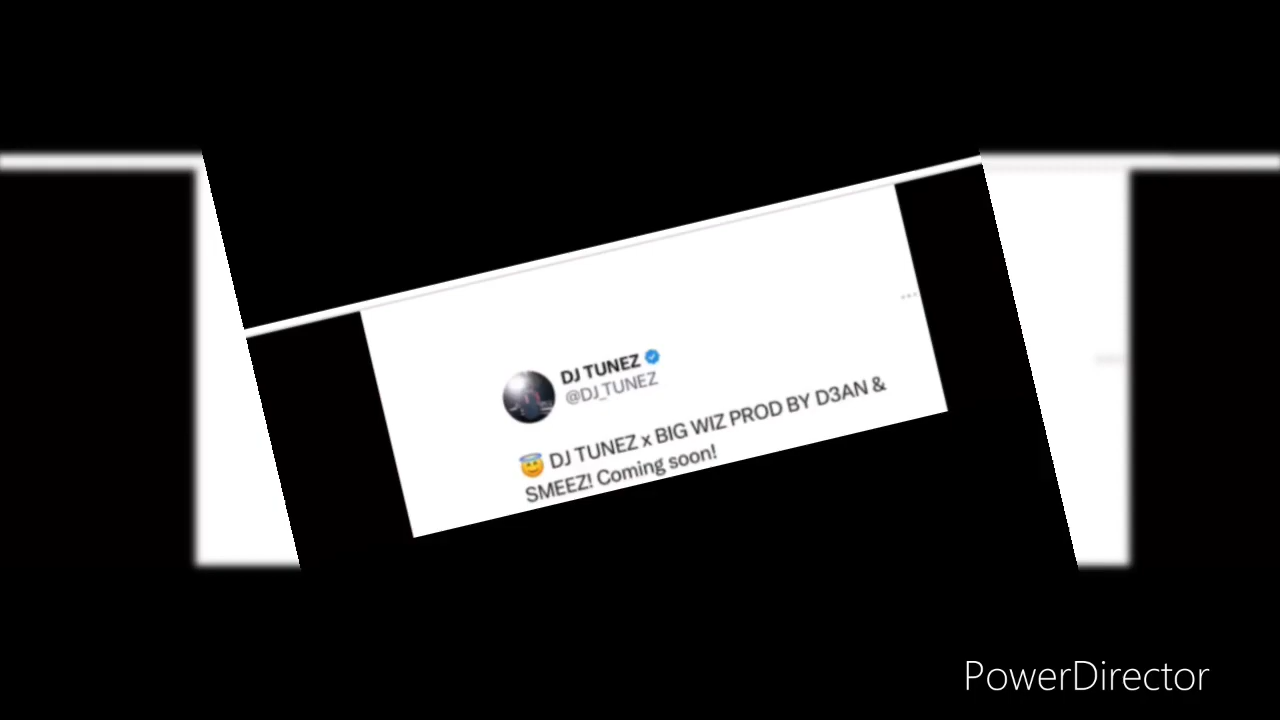 DJ TUNEZ
@DJ_TUNEZ
😇 DJ TUNEZ x BIG WIZ PROD BY D3AN &
SMEEZ! Coming soon!
PowerDirector